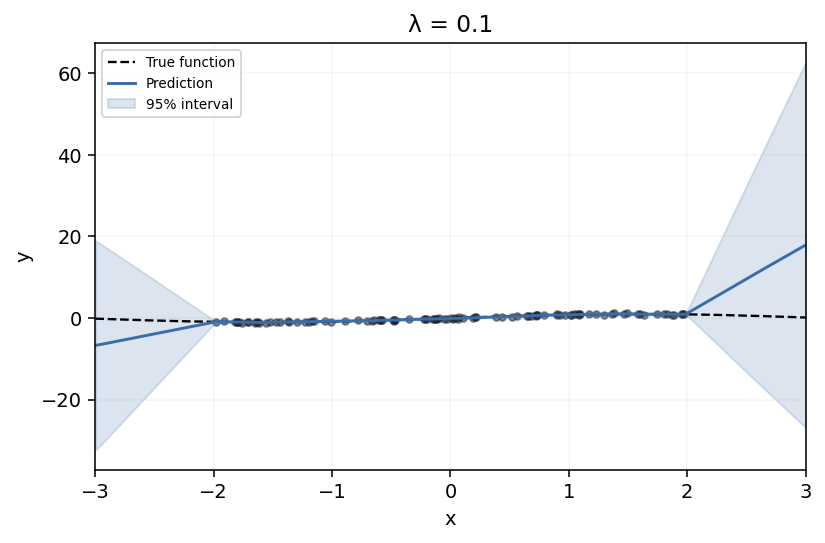 λ = 0.1
True function
Prediction
95% interval
60
40
20
0
−20
y
−3
−2
−1
0
1
2
3
x